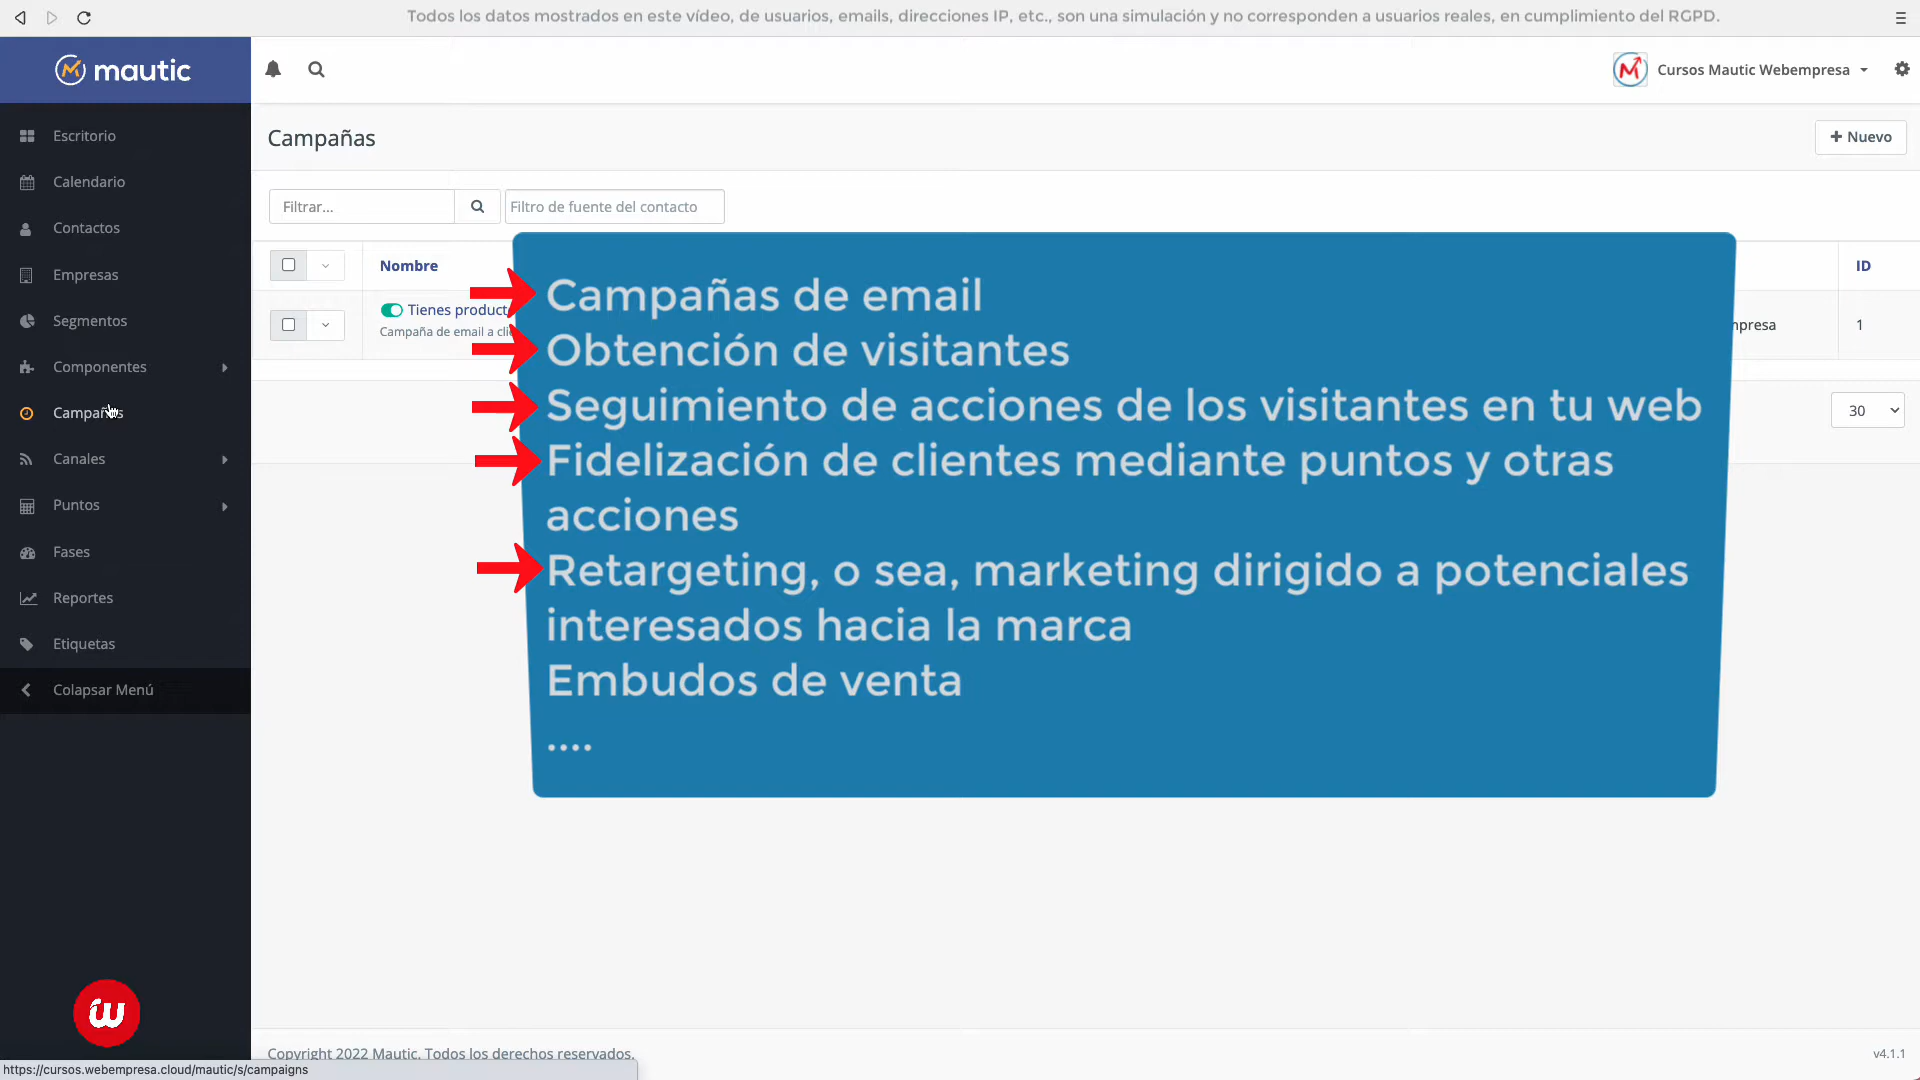 Todos los datos mostrados en este vídeo, de usuarios, emails, direcciones IP, etc., son una simulación y no corresponden a usuarios reales, en cumplimiento del RGPD.
mautic
Cursos Mautic Webempresa
Escritorio
Calendario
Contactos
Empresas
Segmentos
Componentes
Campañas
Canales
Puntos
Fases
Reportes
Etiquetas
Colapsar Menú
Campañas
+ Nuevo
Filtrar...
Filtro de fuente del contacto
Nombre
ID
Tienes product
Campaña de email a
1
Campañas de email
Obtención de visitantes
Seguimiento de acciones de los visitantes en tu web
Fidelización de clientes mediante puntos y otras
acciones
Retargeting, o sea, marketing dirigido a potenciales
interesados hacia la marca
Embudos de venta
....
30
Copyright 2022 Mautic. Todos los derechos reservados.
v4.1.1
https://cursos.webempresa.cloud/mautic/s/campaigns